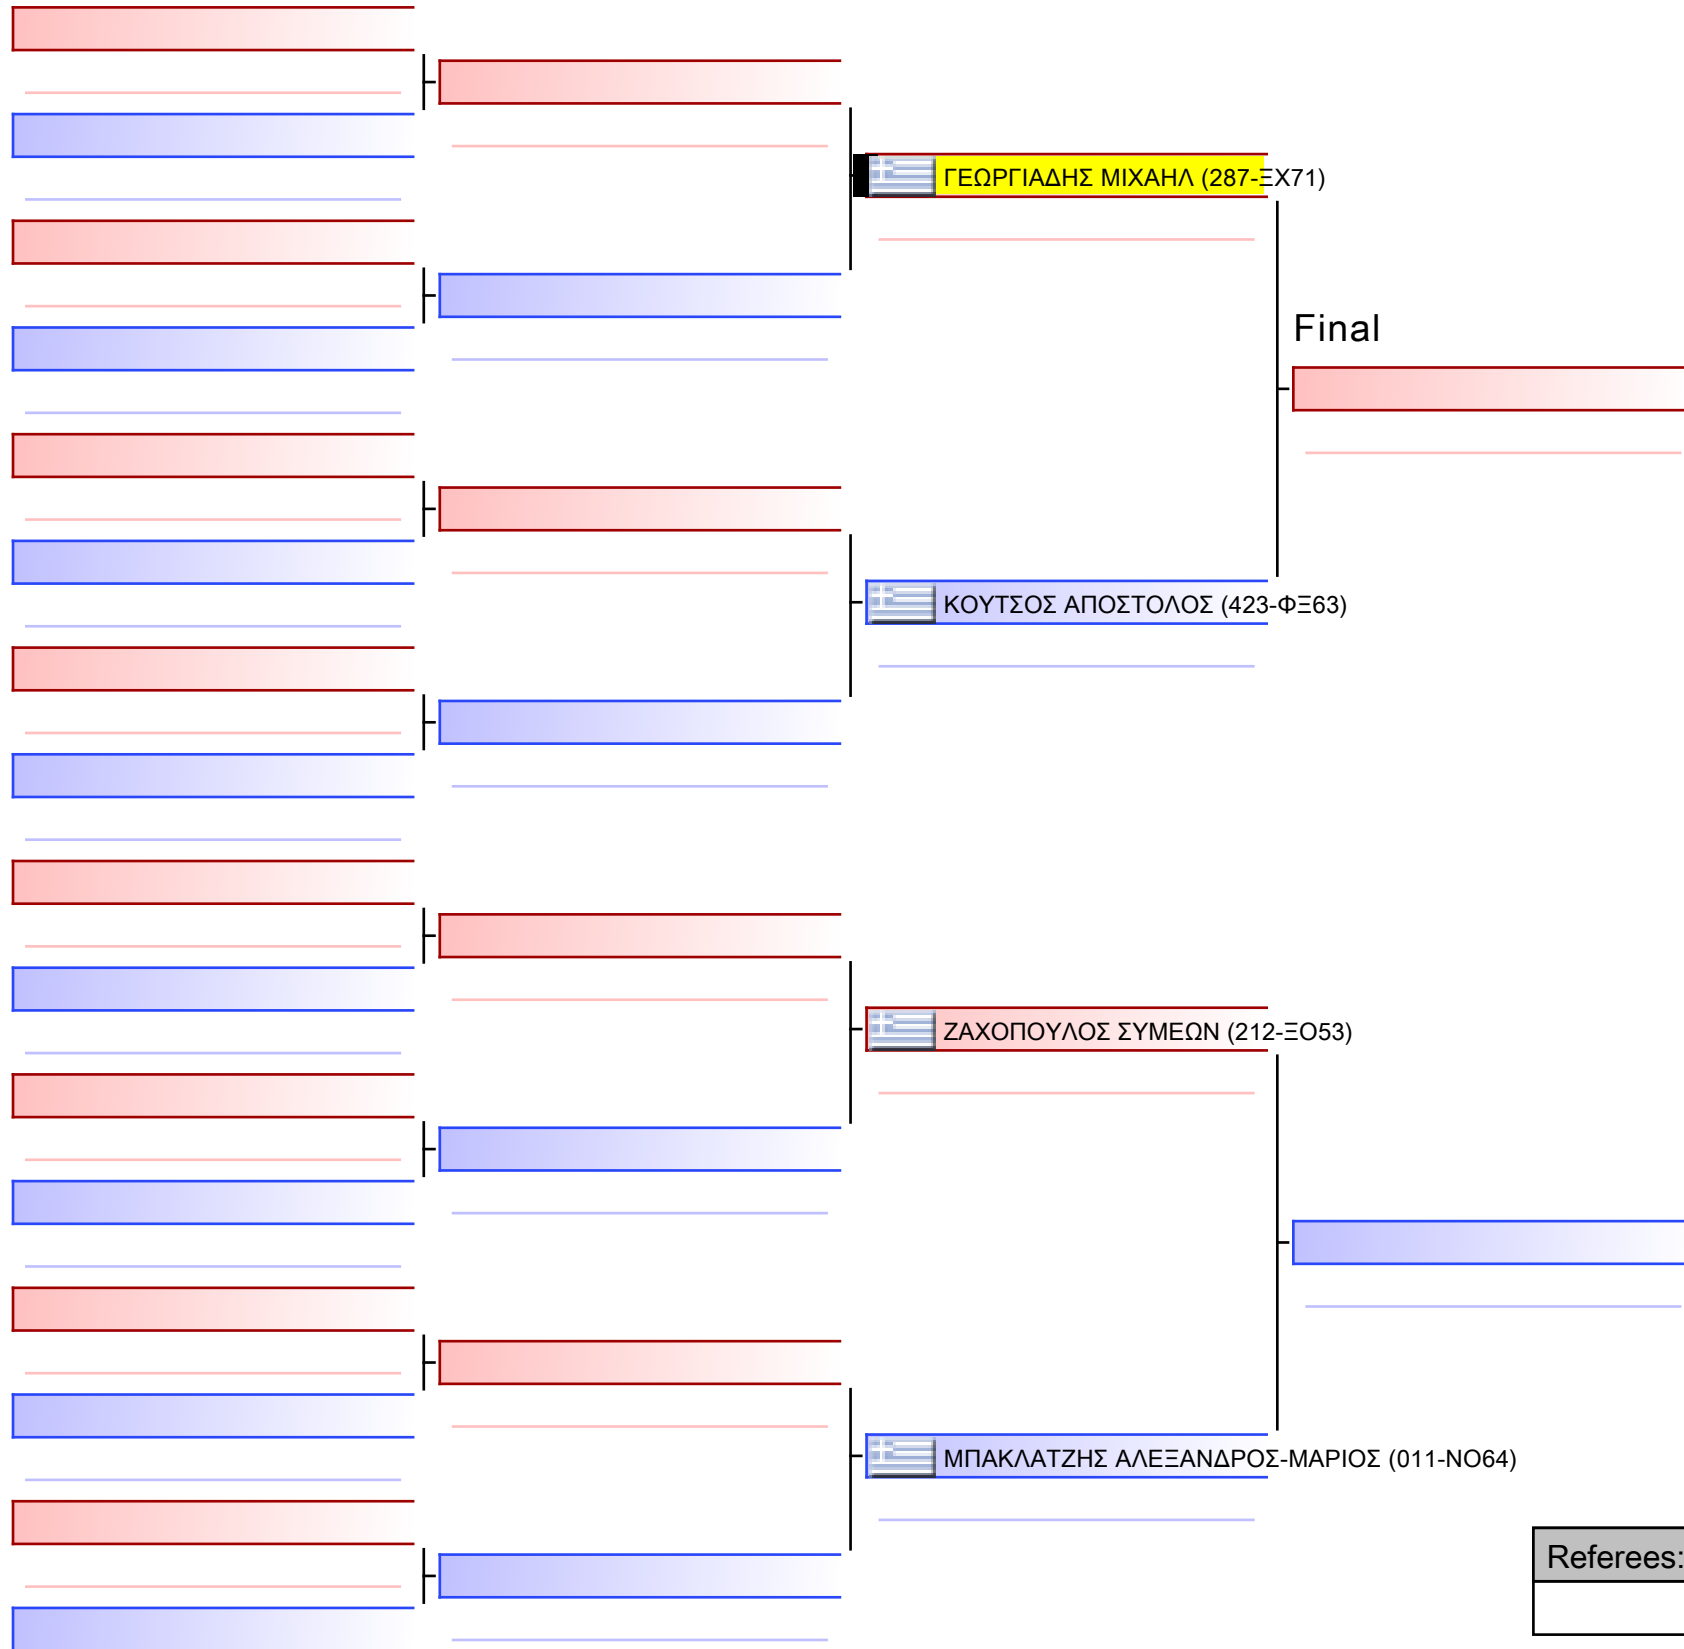 ΓΕΩΡΓΙΑΔΗΣ ΜΙΧΑΗΛ (287-ΞΧ71)
Final
ΚΟΥΤΣΟΣ ΑΠΟΣΤΟΛΟΣ (423-ΦΞ63)
ΖΑΧΟΠΟΥΛΟΣ ΣΥΜΕΩΝ (212-ΞΟ53)
ΜΠΑΚΛΑΤΖΗΣ ΑΛΕΞΑΝΔΡΟΣ-ΜΑΡΙΟΣ (011-ΝΟ64)
Referees: